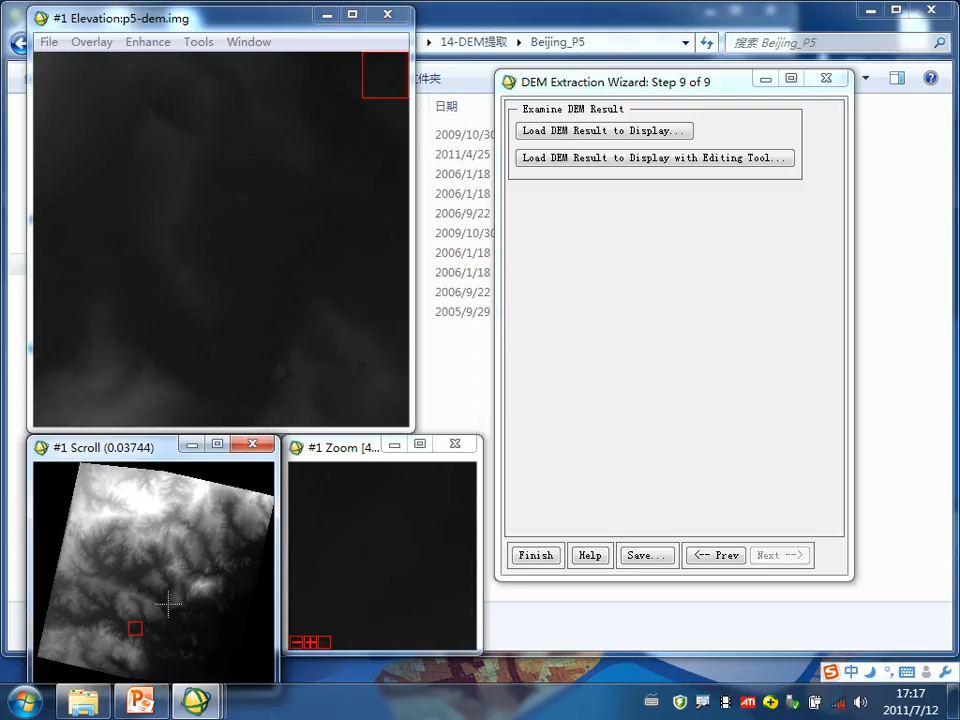 #1 Elevation:p5-dem.img
File Overlay Enhance Tools Window
14-DEM提取 Beijing_P5
搜索 Beijing_P5
文件夹
日期
2009/10/30
2011/4/25
2006/1/18
2006/1/18
2006/9/22
2009/10/30
2006/1/18
2006/1/18
2006/9/22
2005/9/29
DEM Extraction Wizard: Step 9 of 9
Examine DEM Result
Load DEM Result to Display...
Load DEM Result to Display with Editing Tool...
Finish Help Save... <-- Prev Next -->
#1 Scroll (0.03744)
#1 Zoom [4...
中
17:17
2011/7/12